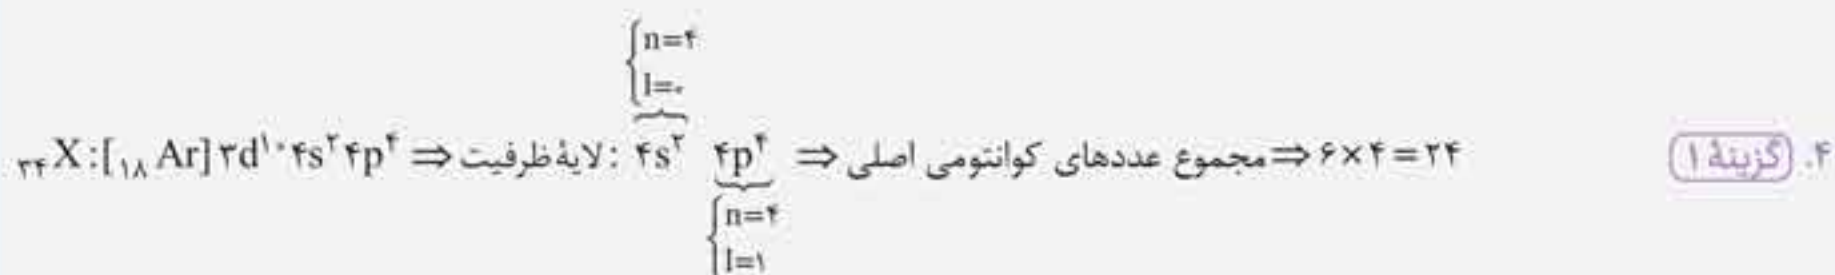 n=۴
l=۰
۴. گزینهٔ ۱
₃₄X:[₁₈Ar]۳d¹⁰۴s²۴p⁴ ⇒ لایهٔ ظرفیت: ۴s² ۴p⁴ ⇒ مجموع عددهای کوانتومی اصلی ⇒ ۶×۴=۲۴
n=۴
l=۱